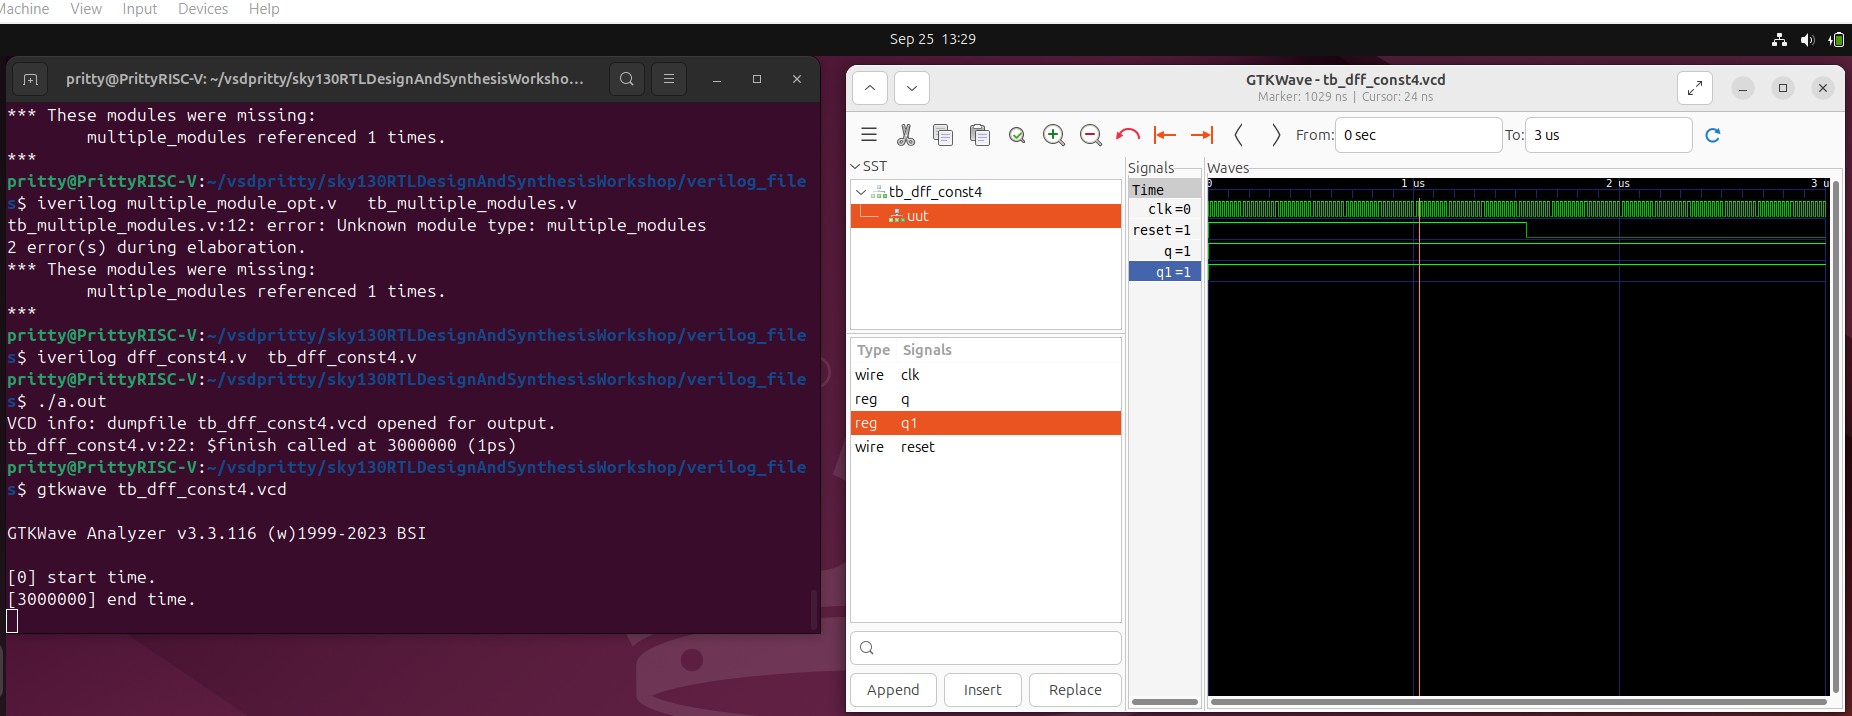 Machine View Input Devices Help
Sep 25 13:29
pritty@PrittyRISC-V: ~/vsdpritty/sky130RTLDesignAndSynthesisWorksho...
*** These modules were missing:
multiple_modules referenced 1 times.
***
pritty@PrittyRISC-V:~/vsdpritty/sky130RTLDesignAndSynthesisWorkshop/verilog_file
s$ iverilog multiple_module_opt.v tb_multiple_modules.v
tb_multiple_modules.v:12: error: Unknown module type: multiple_modules
2 error(s) during elaboration.
*** These modules were missing:
multiple_modules referenced 1 times.
***
pritty@PrittyRISC-V:~/vsdpritty/sky130RTLDesignAndSynthesisWorkshop/verilog_file
s$ iverilog dff_const4.v tb_dff_const4.v
pritty@PrittyRISC-V:~/vsdpritty/sky130RTLDesignAndSynthesisWorkshop/verilog_file
s$ ./a.out
VCD info: dumpfile tb_dff_const4.vcd opened for output.
tb_dff_const4.v:22: $finish called at 3000000 (1ps)
pritty@PrittyRISC-V:~/vsdpritty/sky130RTLDesignAndSynthesisWorkshop/verilog_file
s$ gtkwave tb_dff_const4.vcd
GTKWave Analyzer v3.3.116 (w)1999-2023 BSI
[0] start time.
[3000000] end time.
GTKWave - tb_dff_const4.vcd
Marker: 1029 ns | Cursor: 24 ns
From: 0 sec To: 3 us
SST
tb_dff_const4
uut
Type Signals
wire clk
reg q
reg q1
wire reset
Append Insert Replace
Signals
Time
clk=0
reset=1
q=1
q1=1
Waves
0 1 us 2 us 3 u